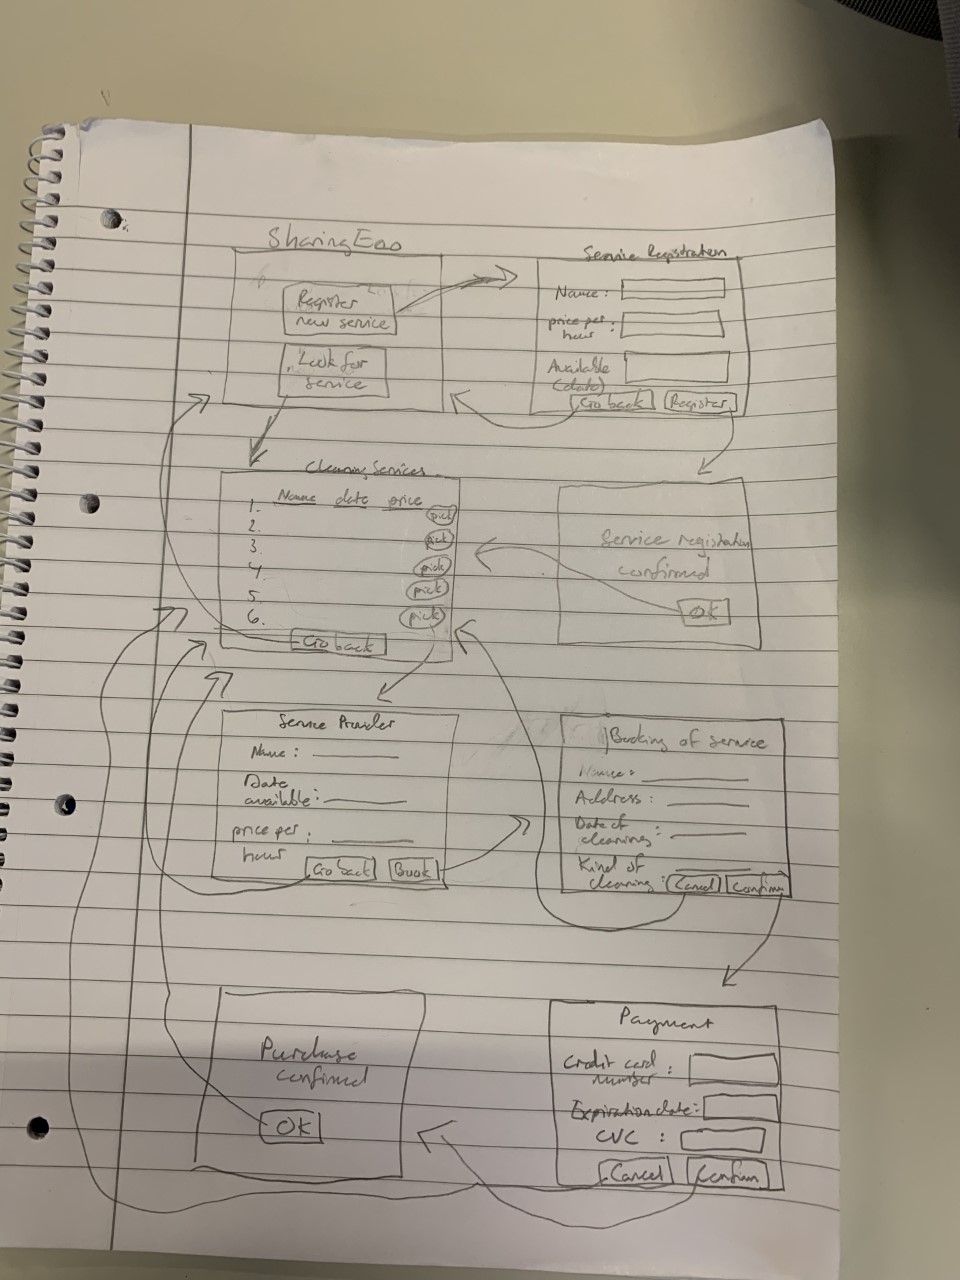 SharingEco
Register
new service
Look for
service
Service Registration
Name :
price per
hour :
Available
(date)
Go back Register
Cleaning Services
Name date price
1. pick
2.
3. pick
4. pick
5 pick
6. pick
Go back
Service registration
confirmed
OK
Service Provider
Name :
Date
available :
price per :
hour
Go back Book
Booking of service
Name :
Address :
Date of
cleaning :
Kind of
cleaning : Cancel Confirm
Purchase
confirmed
OK
Payment
Credit card
number :
Expiration date :
CVC :
Cancel Confirm